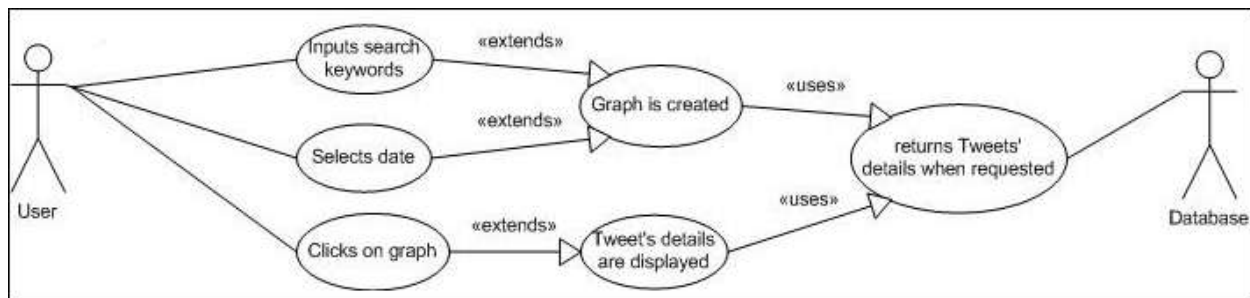 Inputs search
keywords
«extends»
Graph is created
«uses»
«extends»
Selects date
returns Tweets'
details when requested
User
Clicks on graph
«extends»
Tweet's details
are displayed
«uses»
Database